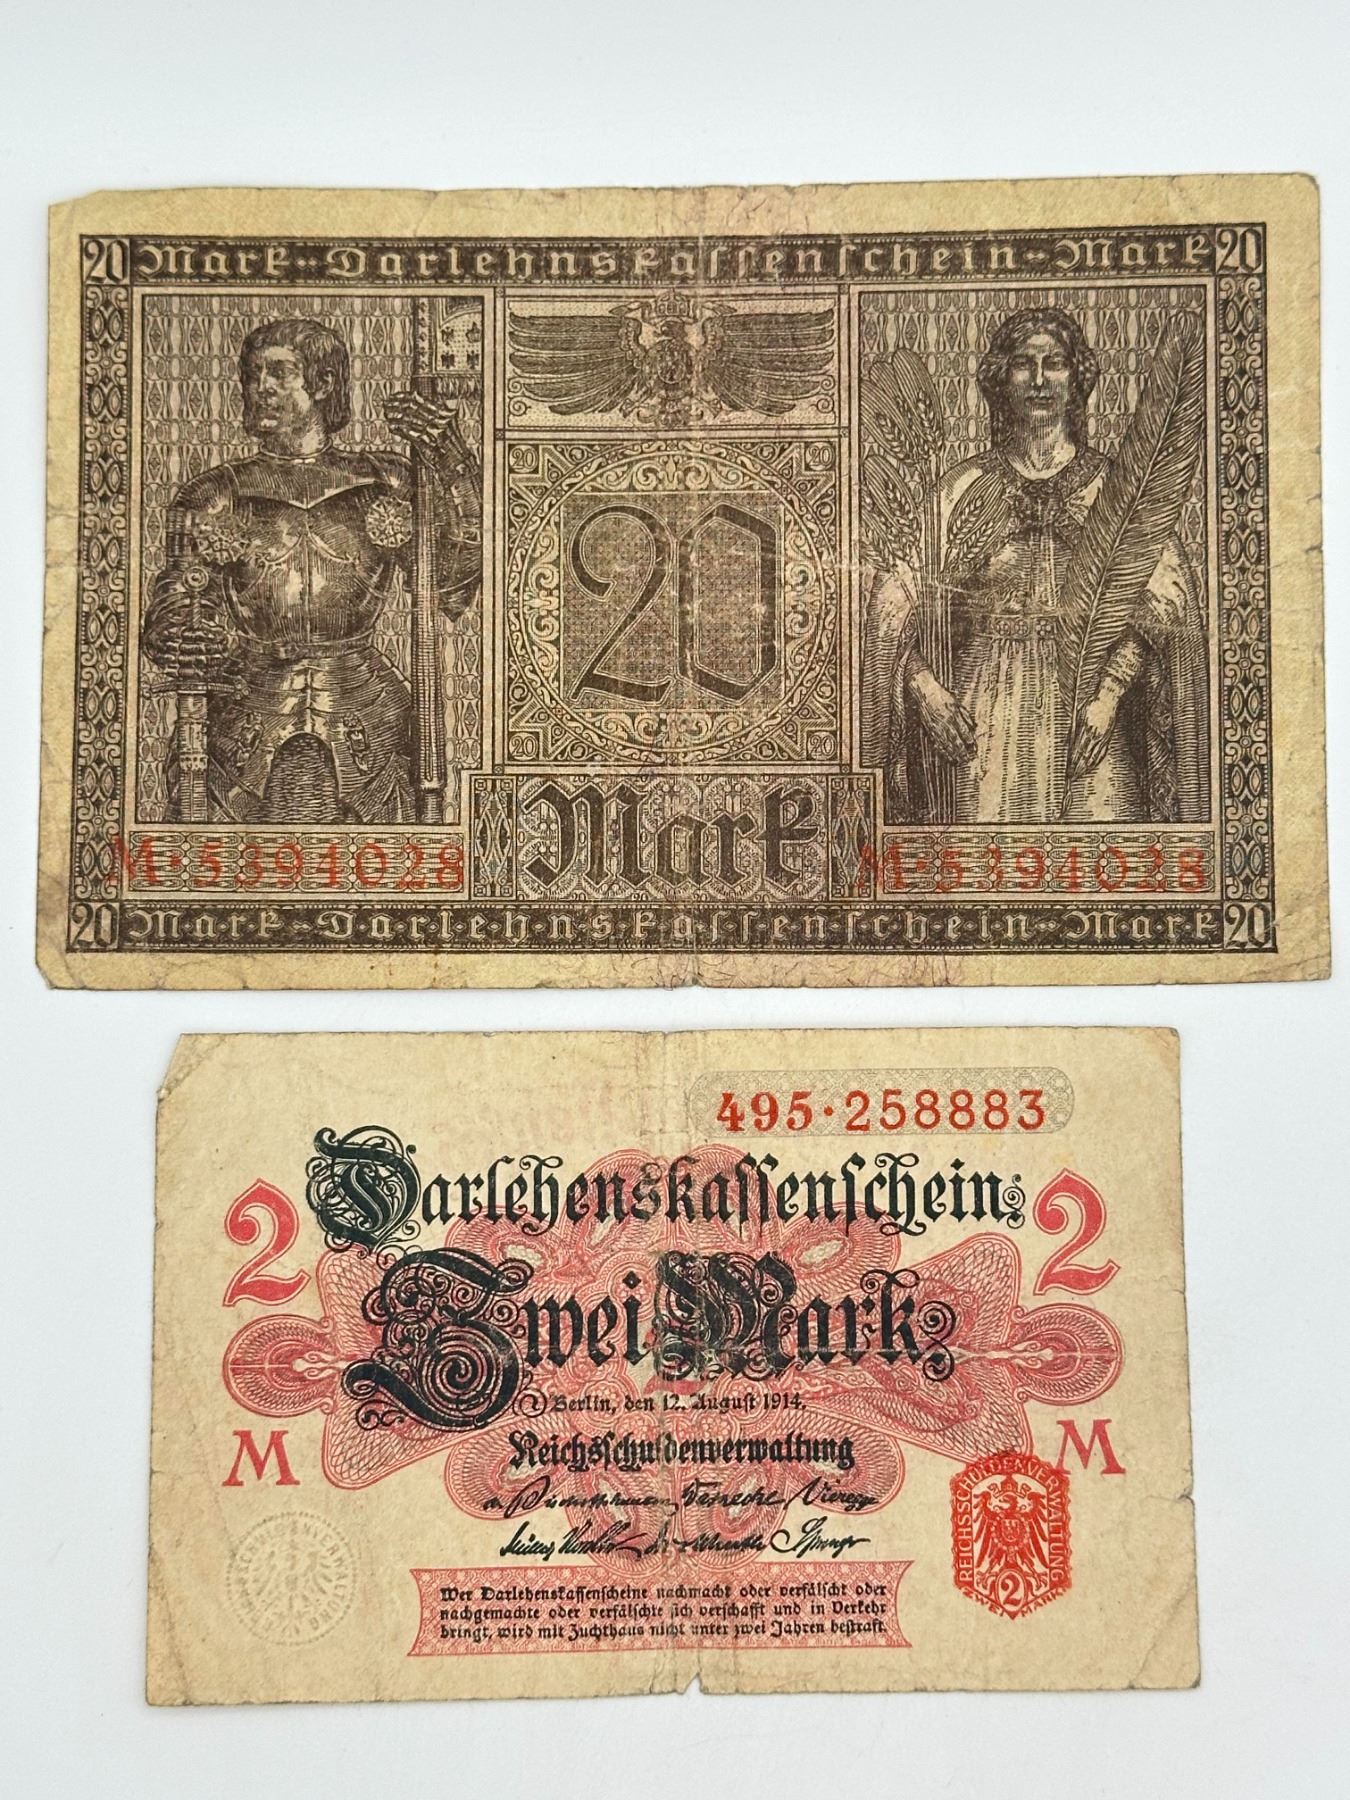 20 Mark·Darlehnskassenschein·Mark 20
20
Mark
20 20
20 20
M·5394028 M·5394028
20 Mark·Darlehnskassenschein·Mark 20
495·258883
Darlehenskassenschein
2 2
Zwei Mark
Berlin, den 12. August 1914.
M M
Reichsschuldenverwaltung
REICHSSCHULDENVERWALTUNG
2
ZWEI MARK
Wer Darlehenskassenscheine nachmacht oder verfälscht oder
nachgemachte oder verfälschte sich verschafft und in Verkehr
bringt, wird mit Zuchthaus nicht unter zwei Jahren bestraft.